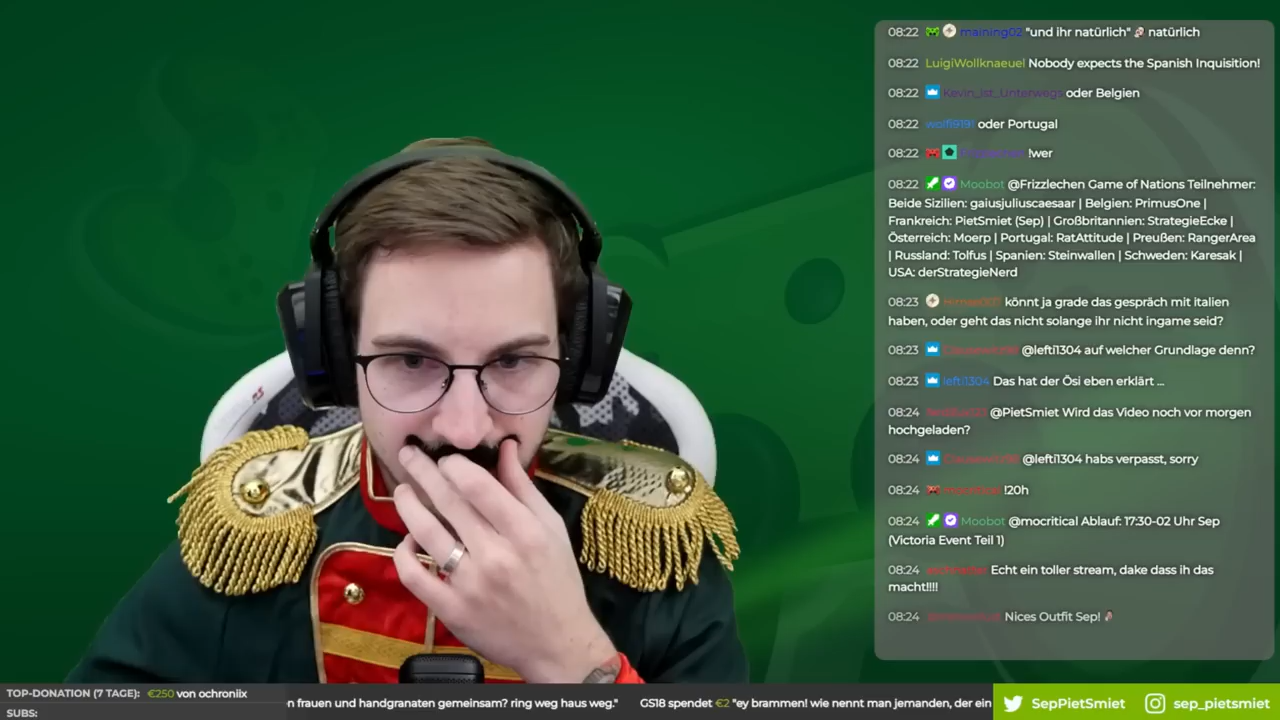 08:22 maining02 "und ihr natürlich" natürlich
08:22 LuigiWollknaeuel Nobody expects the Spanish Inquisition!
08:22 Kevin_ist_Unterwegs oder Belgien
08:22 oder Portugal
08:22 !wer
08:22 Moobot @Frizzlechen Game of Nations Teilnehmer:
Beide Sizilien: gaiusjuliuscaesaar | Belgien: PrimusOne |
Frankreich: PietSmiet (Sep) | Großbritannien: StrategieEcke |
Österreich: Moerp | Portugal: RatAttitude | Preußen: RangerArea
| Russland: Tolfus | Spanien: Steinwallen | Schweden: Karesak |
USA: derStrategieNerd
08:23 könnt ja grade das gespräch mit italien
haben, oder geht das nicht solange ihr nicht ingame seid?
08:23 @lefti1304 auf welcher Grundlage denn?
08:23 lefti1304 Das hat der Ösi eben erklärt ...
08:24 @PietSmiet Wird das Video noch vor morgen
hochgeladen?
08:24 @lefti1304 habs verpasst, sorry
08:24 !20h
08:24 Moobot @mocritical Ablauf: 17:30-02 Uhr Sep
(Victoria Event Teil 1)
08:24 Echt ein toller stream, dake dass ih das
macht!!!!
08:24 Nices Outfit Sep!
TOP-DONATION (7 TAGE): €250 von ochroniix
SUBS:
n frauen und handgranaten gemeinsam? ring weg haus weg." GS18 spendet €2 "ey brammen! wie nennt man jemanden, der ein
SepPietSmiet sep_pietsmiet